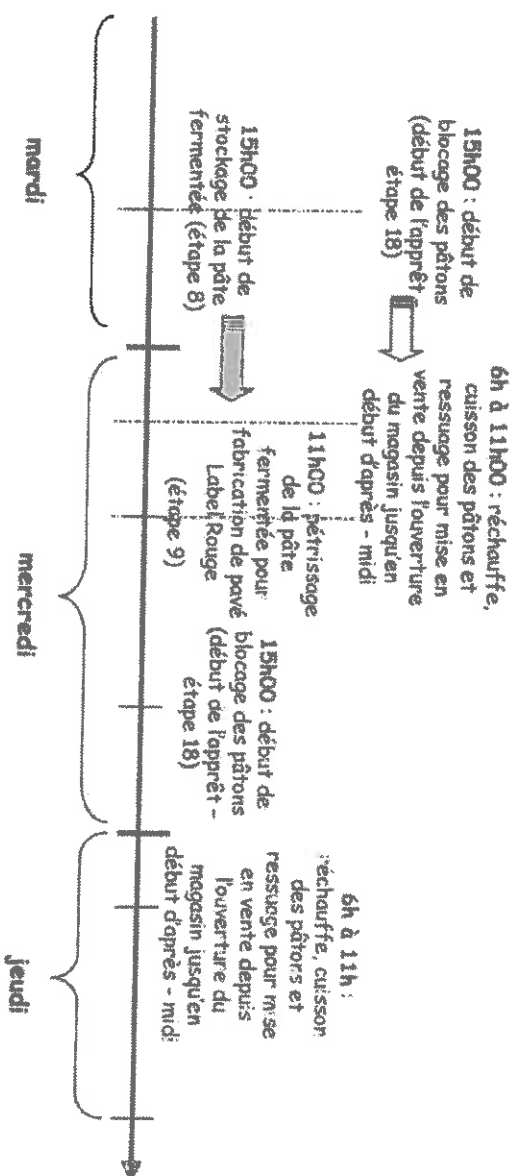 15h00 : début de
blocage des pâtons
(début de l'apprêt -
étape 18)
6h à 11h00 : réchauffe,
cuisson des pâtons et
ressuage pour mise en
vente depuis l'ouverture
du magasin jusqu'en
début d'après - midi
15h00 : début de
stockage de la pâte
fermentée (étape 8)
11h00 : pétrissage
de la pâte
fermentée pour
fabrication de pavé
Label Rouge
(étape 9)
15h00 : début de
blocage des pâtons
(début de l'apprêt -
étape 18)
6h à 11h :
réchauffe, cuisson
des pâtons et
ressuage pour mise
en vente depuis
l'ouverture du
magasin jusqu'en
début d'après - midi
mardi
mercredi
jeudi